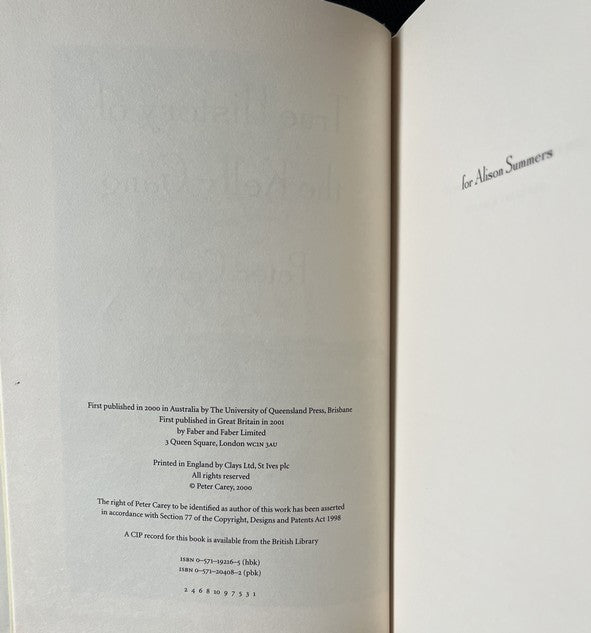 First published in 2000 in Australia by The University of Queensland Press, Brisbane
First published in Great Britain in 2001
by Faber and Faber Limited
3 Queen Square, London WC1N 3AU
Printed in England by Clays Ltd, St Ives plc
All rights reserved
© Peter Carey, 2000
The right of Peter Carey to be identified as author of this work has been asserted
in accordance with Section 77 of the Copyright, Designs and Patents Act 1998
A CIP record for this book is available from the British Library
ISBN 0–571–19216–5 (hbk)
ISBN 0–571–20408–2 (pbk)
2 4 6 8 10 9 7 5 3 1
for Alison Summers